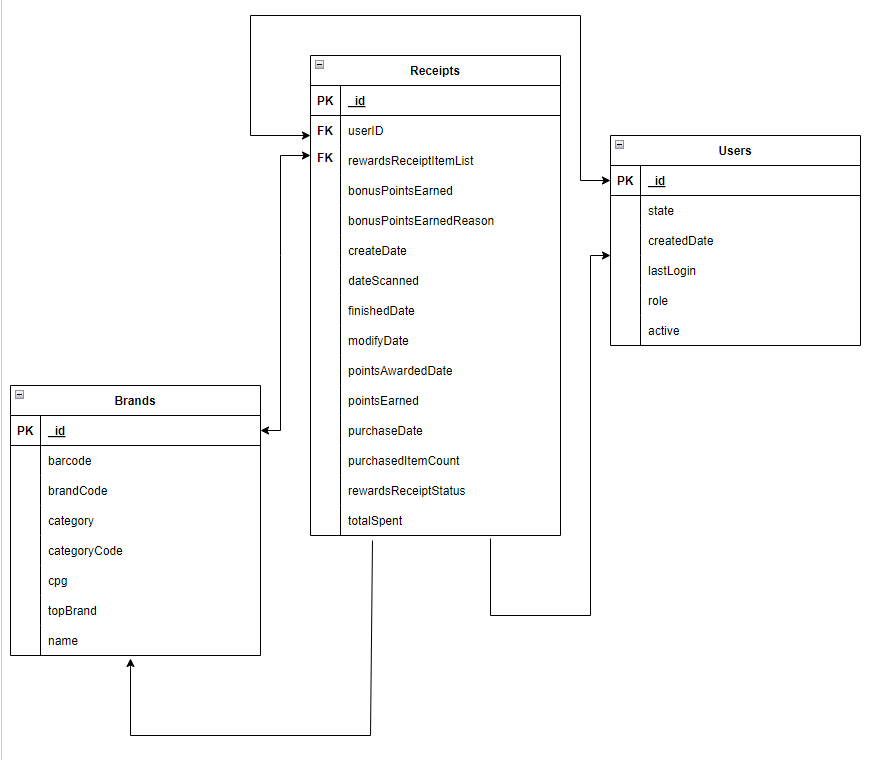 Receipts
PK _id
FK userID
FK rewardsReceiptItemList
bonusPointsEarned
bonusPointsEarnedReason
createDate
dateScanned
finishedDate
modifyDate
pointsAwardedDate
pointsEarned
purchaseDate
purchasedItemCount
rewardsReceiptStatus
totalSpent
Users
PK _id
state
createdDate
lastLogin
role
active
Brands
PK _id
barcode
brandCode
category
categoryCode
cpg
topBrand
name